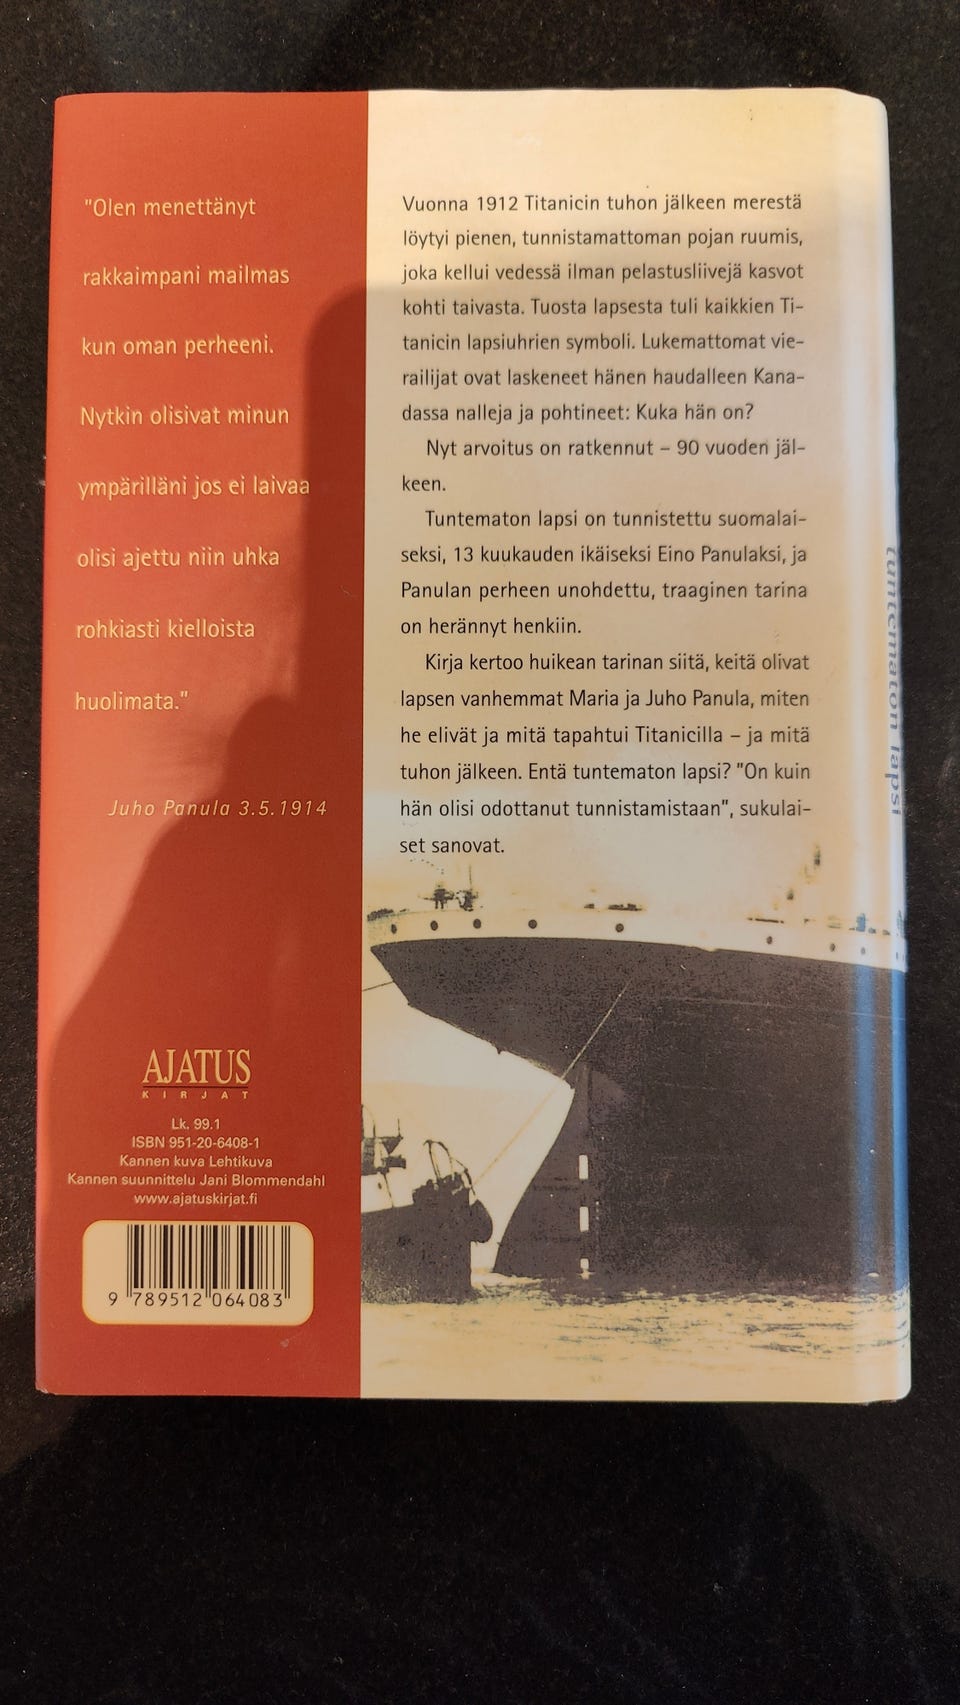 "Olen menettänyt
rakkaimpani mailmas
kun oman perheeni.
Nytkin olisivat minun
ympärilläni jos ei laivaa
olisi ajettu niin uhka
rohkiasti kielloista
huolimata."
Juho Panula 3.5.1914
AJATUS
KIRJAT
Lk. 99.1
ISBN 951-20-6408-1
Kannen kuva Lehtikuva
Kannen suunnittelu Jani Blommendahl
www.ajatuskirjat.fi
9 789512 064083
Vuonna 1912 Titanicin tuhon jälkeen merestä
löytyi pienen, tunnistamattoman pojan ruumis,
joka kellui vedessä ilman pelastusliivejä kasvot
kohti taivasta. Tuosta lapsesta tuli kaikkien Ti-
tanicin lapsiuhrien symboli. Lukemattomat vie-
railijat ovat laskeneet hänen haudalleen Kana-
dassa nalleja ja pohtineet: Kuka hän on?
Nyt arvoitus on ratkennut – 90 vuoden jäl-
keen.
Tuntematon lapsi on tunnistettu suomalai-
seksi, 13 kuukauden ikäiseksi Eino Panulaksi, ja
Panulan perheen unohdettu, traaginen tarina
on herännyt henkiin.
Kirja kertoo huikean tarinan siitä, keitä olivat
lapsen vanhemmat Maria ja Juho Panula, miten
he elivät ja mitä tapahtui Titanicilla – ja mitä
tuhon jälkeen. Entä tuntematon lapsi? "On kuin
hän olisi odottanut tunnistamistaan", sukulai-
set sanovat.
tuntematon lapsi